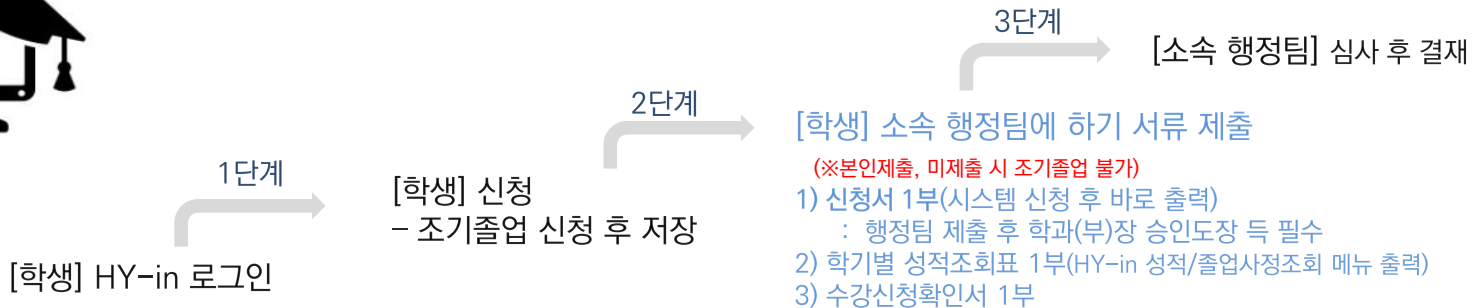 3단계
[소속 행정팀] 심사 후 결재
2단계
[학생] 소속 행정팀에 하기 서류 제출
(※본인제출, 미제출 시 조기졸업 불가)
1) 신청서 1부(시스템 신청 후 바로 출력)
: 행정팀 제출 후 학과(부)장 승인도장 득 필수
2) 학기별 성적조회표 1부(HY-in 성적/졸업사정조회 메뉴 출력)
3) 수강신청확인서 1부
1단계
[학생] 신청
- 조기졸업 신청 후 저장
[학생] HY-in 로그인